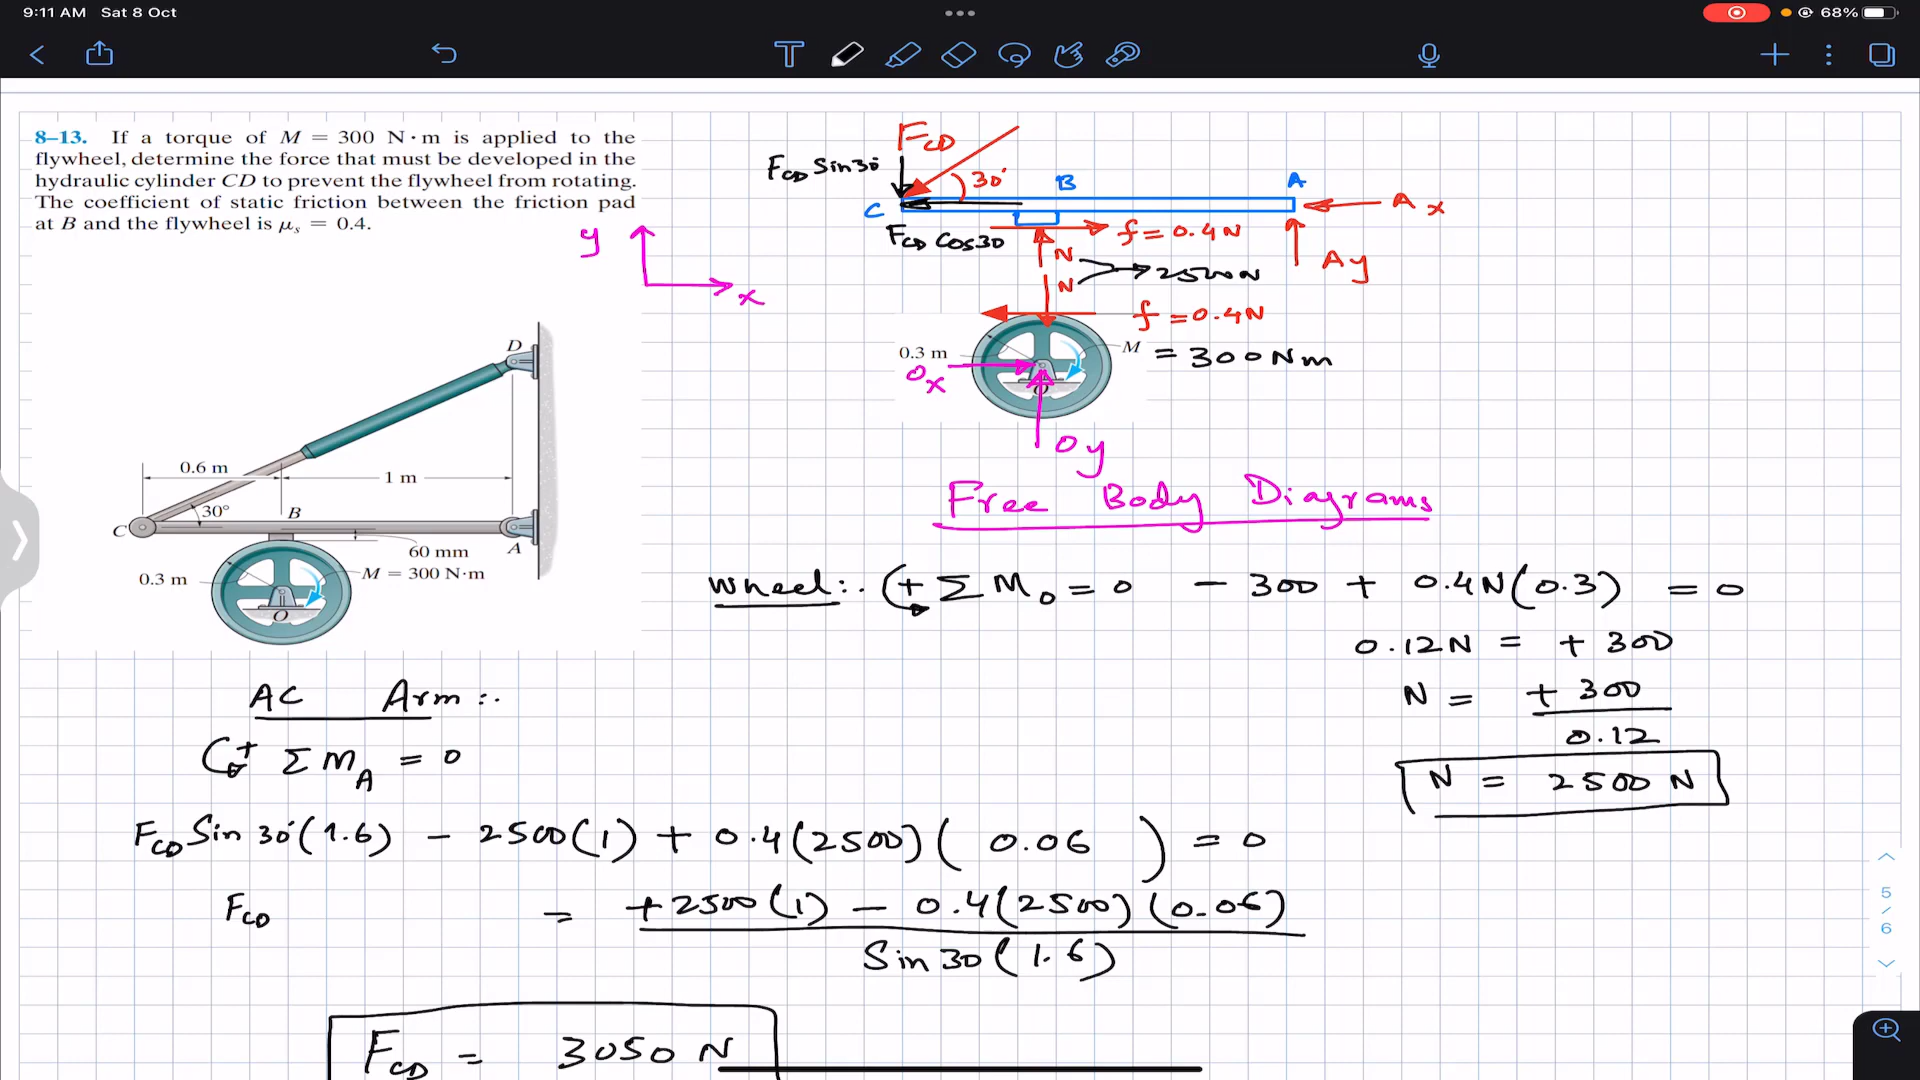 9:11 AM Sat 8 Oct
68%
8–13. If a torque of M = 300 N·m is applied to the
flywheel, determine the force that must be developed in the
hydraulic cylinder CD to prevent the flywheel from rotating.
The coefficient of static friction between the friction pad
at B and the flywheel is μs = 0.4.
y
x
FCD
FCD Sin30°
30°
B
A
C
Ax
FCD Cos30
f = 0.4N
Ay
N
N
2500N
f = 0.4N
0.3 m
M = 300Nm
Ox
O
Oy
Free Body Diagrams
D
0.6 m
1 m
30°
B
C
A
60 mm
M = 300 N·m
0.3 m
O
Wheel:. (+ ΣMO = 0 − 300 + 0.4N(0.3) = 0
0.12N = + 300
N = + 300
0.12
N = 2500 N
AC Arm:.
(+ ΣMA = 0
FCD Sin 30°(1.6) − 2500(1) + 0.4(2500)( 0.06 ) = 0
FCD = +2500(1) − 0.4(2500)(0.06)
Sin30(1.6)
FCD = 3050 N
5
6